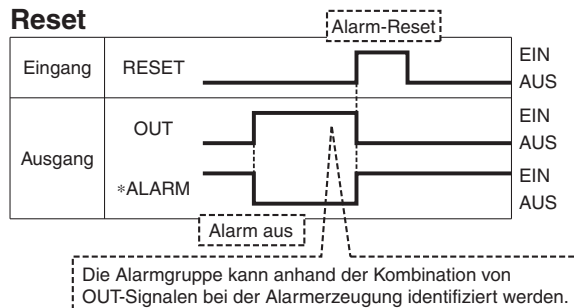 Reset
Alarm-Reset
Eingang RESET EIN
AUS
Ausgang OUT EIN
AUS
*ALARM EIN
AUS
Alarm aus
Die Alarmgruppe kann anhand der Kombination von
OUT-Signalen bei der Alarmerzeugung identifiziert werden.